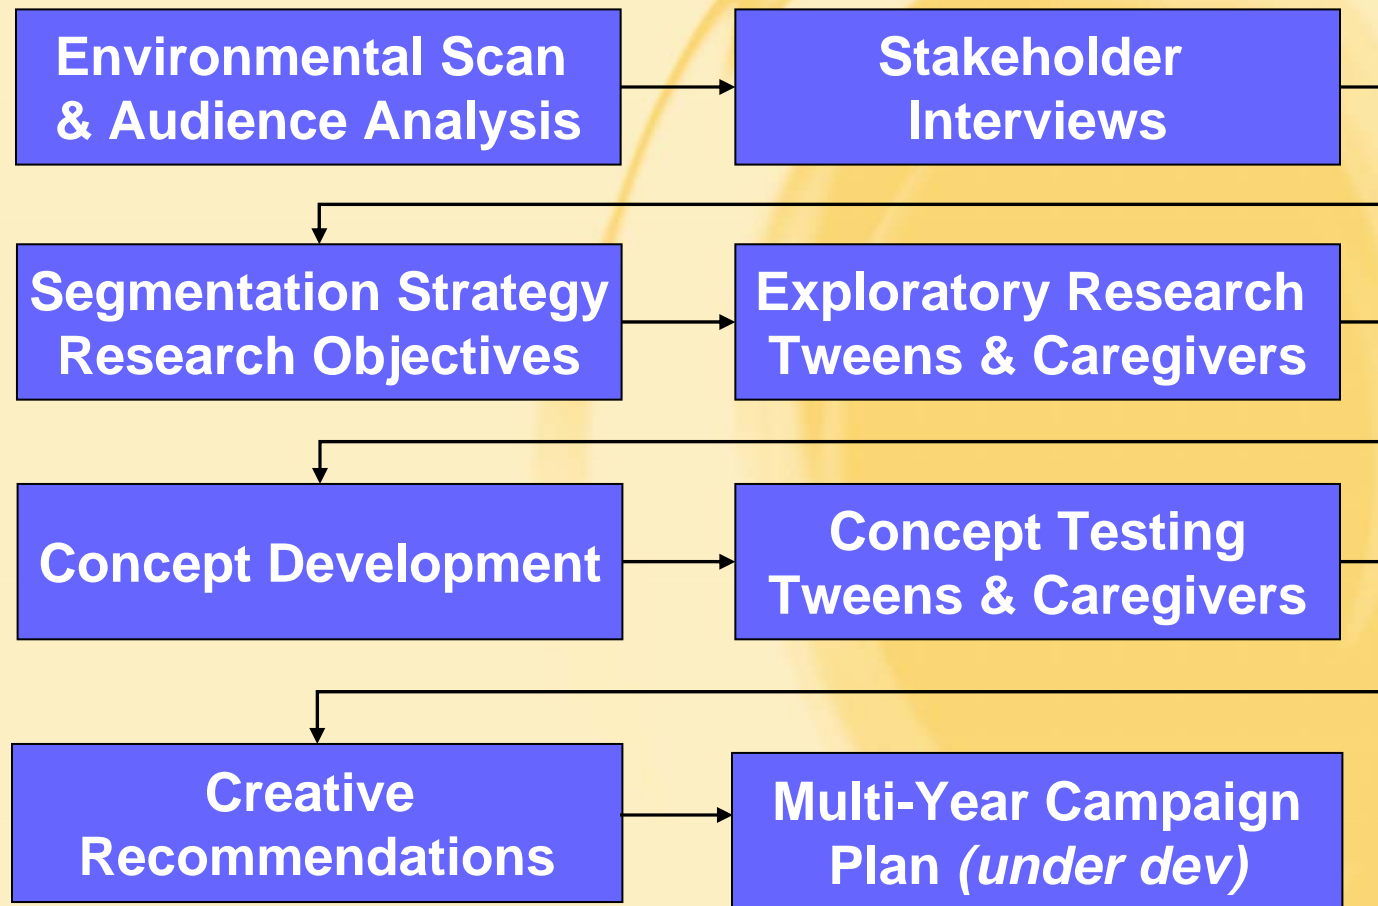 Environmental Scan
& Audience Analysis
Stakeholder
Interviews
Segmentation Strategy
Research Objectives
Exploratory Research
Tweens & Caregivers
Concept Development
Concept Testing
Tweens & Caregivers
Creative
Recommendations
Multi-Year Campaign
Plan (under dev)